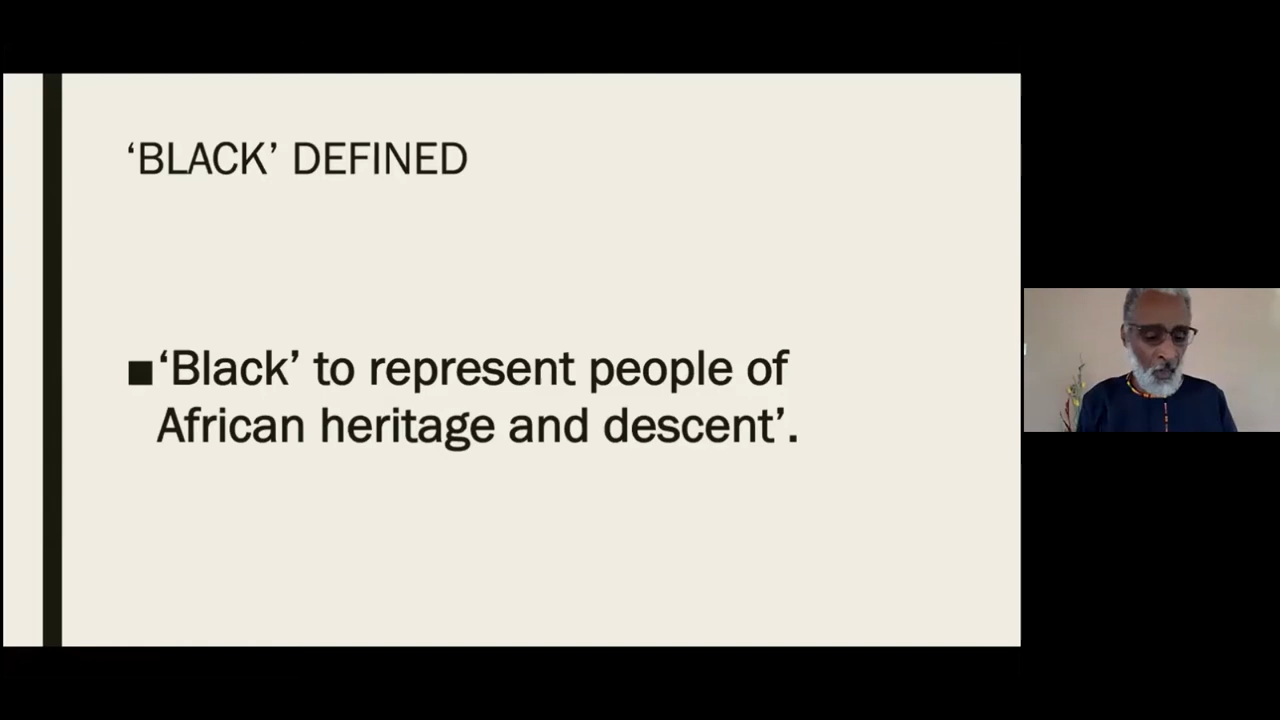 ‘BLACK’ DEFINED
‘Black’ to represent people of
African heritage and descent’.